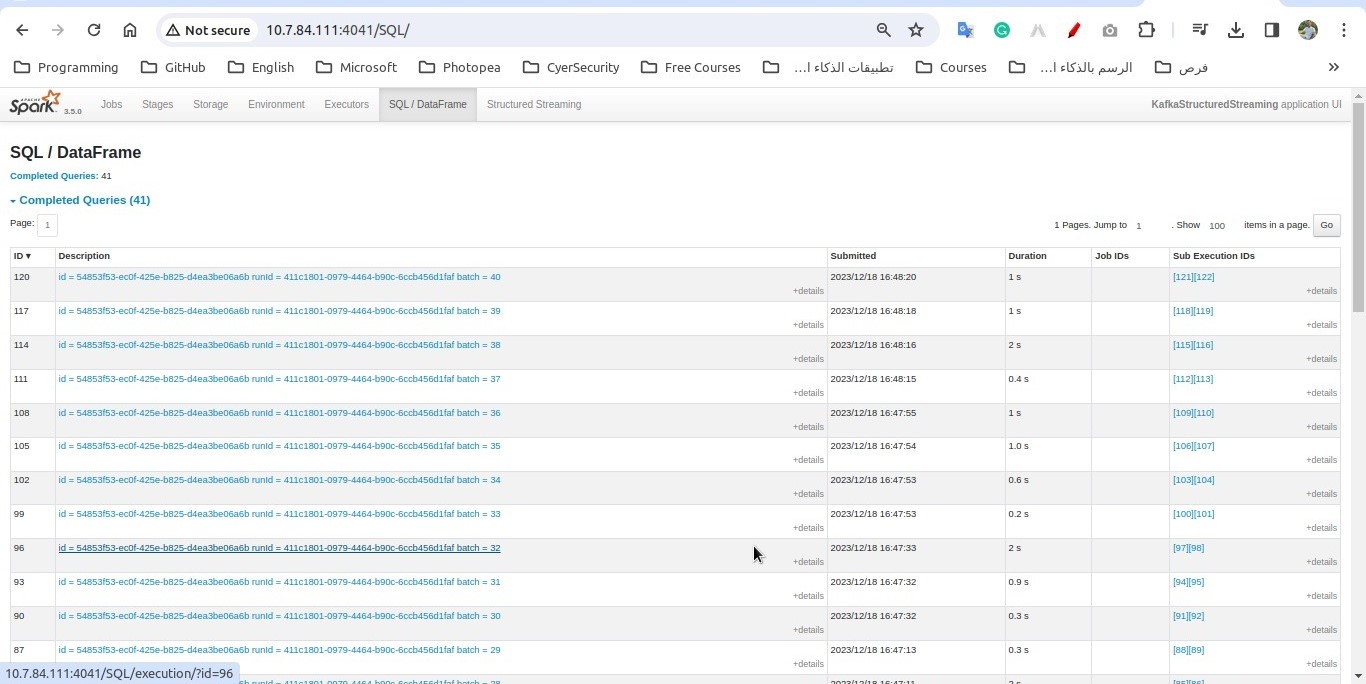 Not secure 10.7.84.111:4041/SQL/
Programming GitHub English Microsoft Photopea CyerSecurity Free Courses تطبيقات الذكاء ا... Courses الرسم بالذكاء ا... فرص
APACHE Spark 3.5.0 Jobs Stages Storage Environment Executors SQL / DataFrame Structured Streaming KafkaStructuredStreaming application UI
SQL / DataFrame
Completed Queries: 41
Completed Queries (41)
Page: 1 1 Pages. Jump to 1 . Show 100 items in a page. Go
ID ▾ Description Submitted Duration Job IDs Sub Execution IDs
120 id = 54853f53-ec0f-425e-b825-d4ea3be06a6b runId = 411c1801-0979-4464-b90c-6ccb456d1faf batch = 40 2023/12/18 16:48:20 1 s [121][122]
+details +details
117 id = 54853f53-ec0f-425e-b825-d4ea3be06a6b runId = 411c1801-0979-4464-b90c-6ccb456d1faf batch = 39 2023/12/18 16:48:18 1 s [118][119]
+details +details
114 id = 54853f53-ec0f-425e-b825-d4ea3be06a6b runId = 411c1801-0979-4464-b90c-6ccb456d1faf batch = 38 2023/12/18 16:48:16 2 s [115][116]
+details +details
111 id = 54853f53-ec0f-425e-b825-d4ea3be06a6b runId = 411c1801-0979-4464-b90c-6ccb456d1faf batch = 37 2023/12/18 16:48:15 0.4 s [112][113]
+details +details
108 id = 54853f53-ec0f-425e-b825-d4ea3be06a6b runId = 411c1801-0979-4464-b90c-6ccb456d1faf batch = 36 2023/12/18 16:47:55 1 s [109][110]
+details +details
105 id = 54853f53-ec0f-425e-b825-d4ea3be06a6b runId = 411c1801-0979-4464-b90c-6ccb456d1faf batch = 35 2023/12/18 16:47:54 1.0 s [106][107]
+details +details
102 id = 54853f53-ec0f-425e-b825-d4ea3be06a6b runId = 411c1801-0979-4464-b90c-6ccb456d1faf batch = 34 2023/12/18 16:47:53 0.6 s [103][104]
+details +details
99 id = 54853f53-ec0f-425e-b825-d4ea3be06a6b runId = 411c1801-0979-4464-b90c-6ccb456d1faf batch = 33 2023/12/18 16:47:53 0.2 s [100][101]
+details +details
96 id = 54853f53-ec0f-425e-b825-d4ea3be06a6b runId = 411c1801-0979-4464-b90c-6ccb456d1faf batch = 32 2023/12/18 16:47:33 2 s [97][98]
+details +details
93 id = 54853f53-ec0f-425e-b825-d4ea3be06a6b runId = 411c1801-0979-4464-b90c-6ccb456d1faf batch = 31 2023/12/18 16:47:32 0.9 s [94][95]
+details +details
90 id = 54853f53-ec0f-425e-b825-d4ea3be06a6b runId = 411c1801-0979-4464-b90c-6ccb456d1faf batch = 30 2023/12/18 16:47:32 0.3 s [91][92]
+details +details
87 id = 54853f53-ec0f-425e-b825-d4ea3be06a6b runId = 411c1801-0979-4464-b90c-6ccb456d1faf batch = 29 2023/12/18 16:47:13 0.3 s [88][89]
+details +details
10.7.84.111:4041/SQL/execution/?id=96